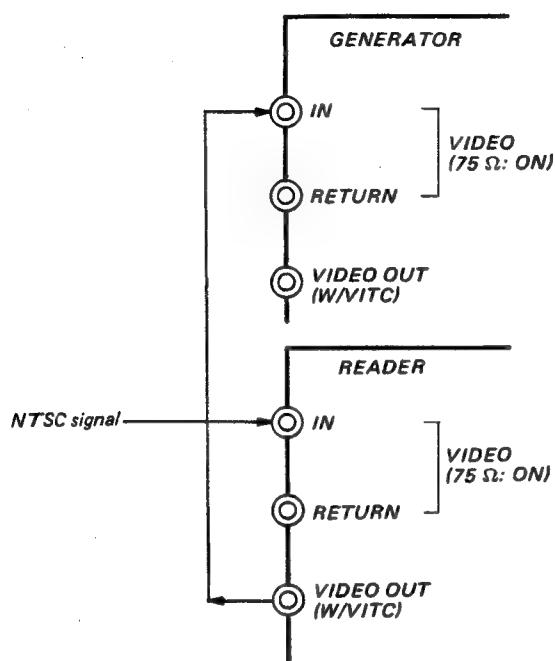 GENERATOR
IN
VIDEO
(75 Ω: ON)
RETURN
VIDEO OUT
(W/VITC)
READER
NTSC signal
IN
VIDEO
(75 Ω: ON)
RETURN
VIDEO OUT
(W/VITC)